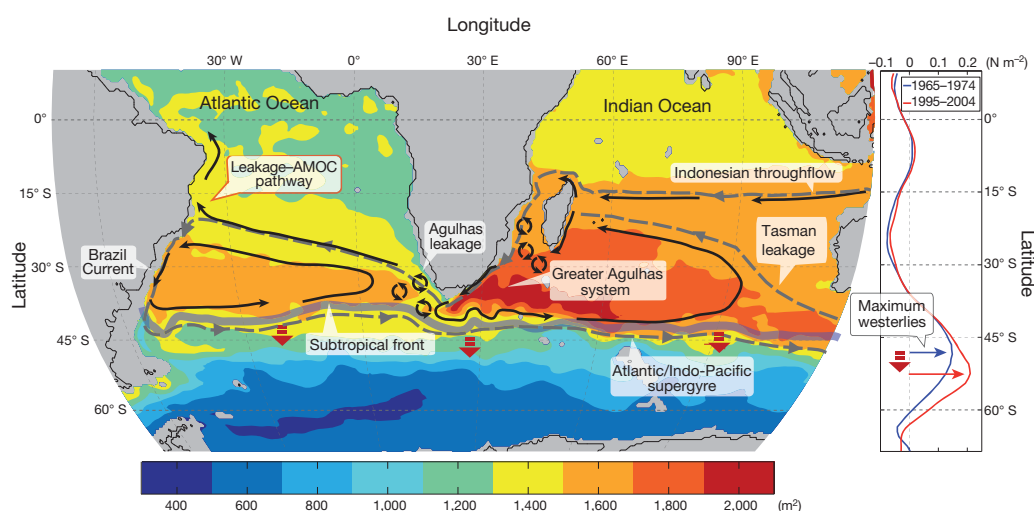 Longitude
30° W
0°
30° E
60° E
90° E
–0.1
0
0.1
0.2
(N m⁻²)
1965–1974
1995–2004
Atlantic Ocean
Indian Ocean
0°
0°
Leakage–AMOC
pathway
Indonesian throughflow
15° S
15° S
Agulhas
leakage
Tasman
leakage
Brazil
Current
Latitude
Latitude
30° S
30° S
Greater Agulhas
system
Maximum
westerlies
Subtropical front
45° S
45° S
Atlantic/Indo-Pacific
supergyre
60° S
60° S
400
800
1,000
1,200
1,400
1,600
1,800
2,000
(m²)